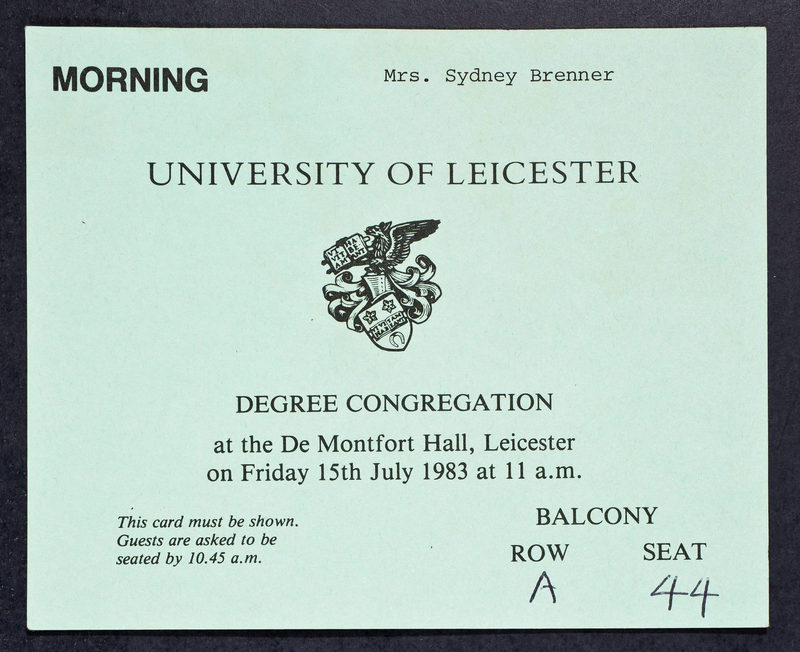 MORNING
Mrs. Sydney Brenner
UNIVERSITY OF LEICESTER
DEGREE CONGREGATION
at the De Montfort Hall, Leicester
on Friday 15th July 1983 at 11 a.m.
This card must be shown.
Guests are asked to be
seated by 10.45 a.m.
BALCONY
ROW SEAT
A 44